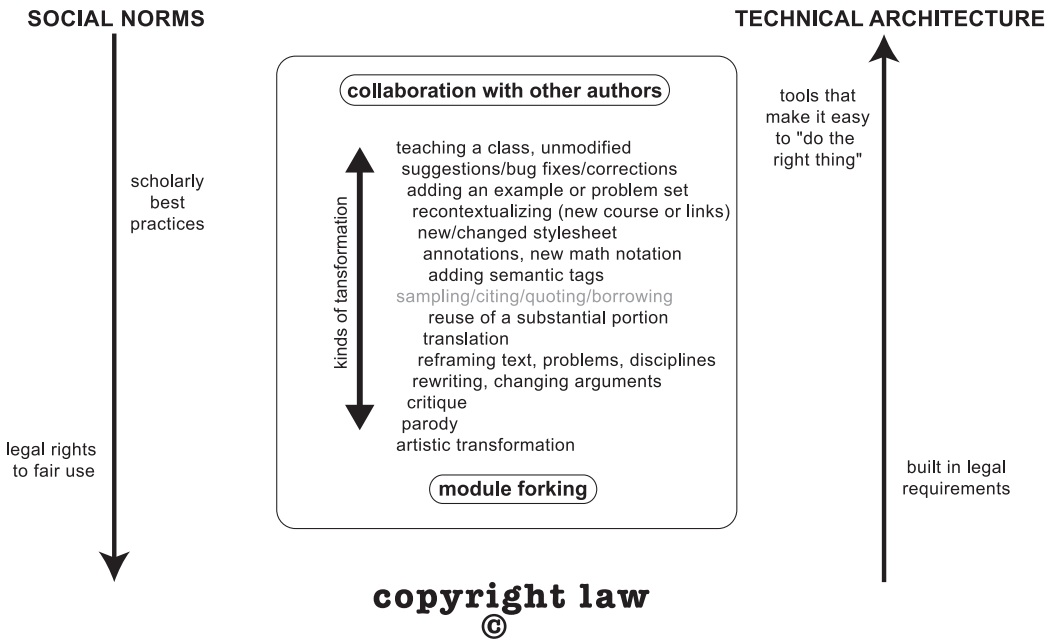 SOCIAL NORMS
TECHNICAL ARCHITECTURE
scholarly
best
practices
legal rights
to fair use
collaboration with other authors
kinds of tansformation
teaching a class, unmodified
suggestions/bug fixes/corrections
adding an example or problem set
recontextualizing (new course or links)
new/changed stylesheet
annotations, new math notation
adding semantic tags
sampling/citing/quoting/borrowing
reuse of a substantial portion
translation
reframing text, problems, disciplines
rewriting, changing arguments
critique
parody
artistic transformation
module forking
tools that
make it easy
to "do the
right thing"
built in legal
requirements
copyright law
©